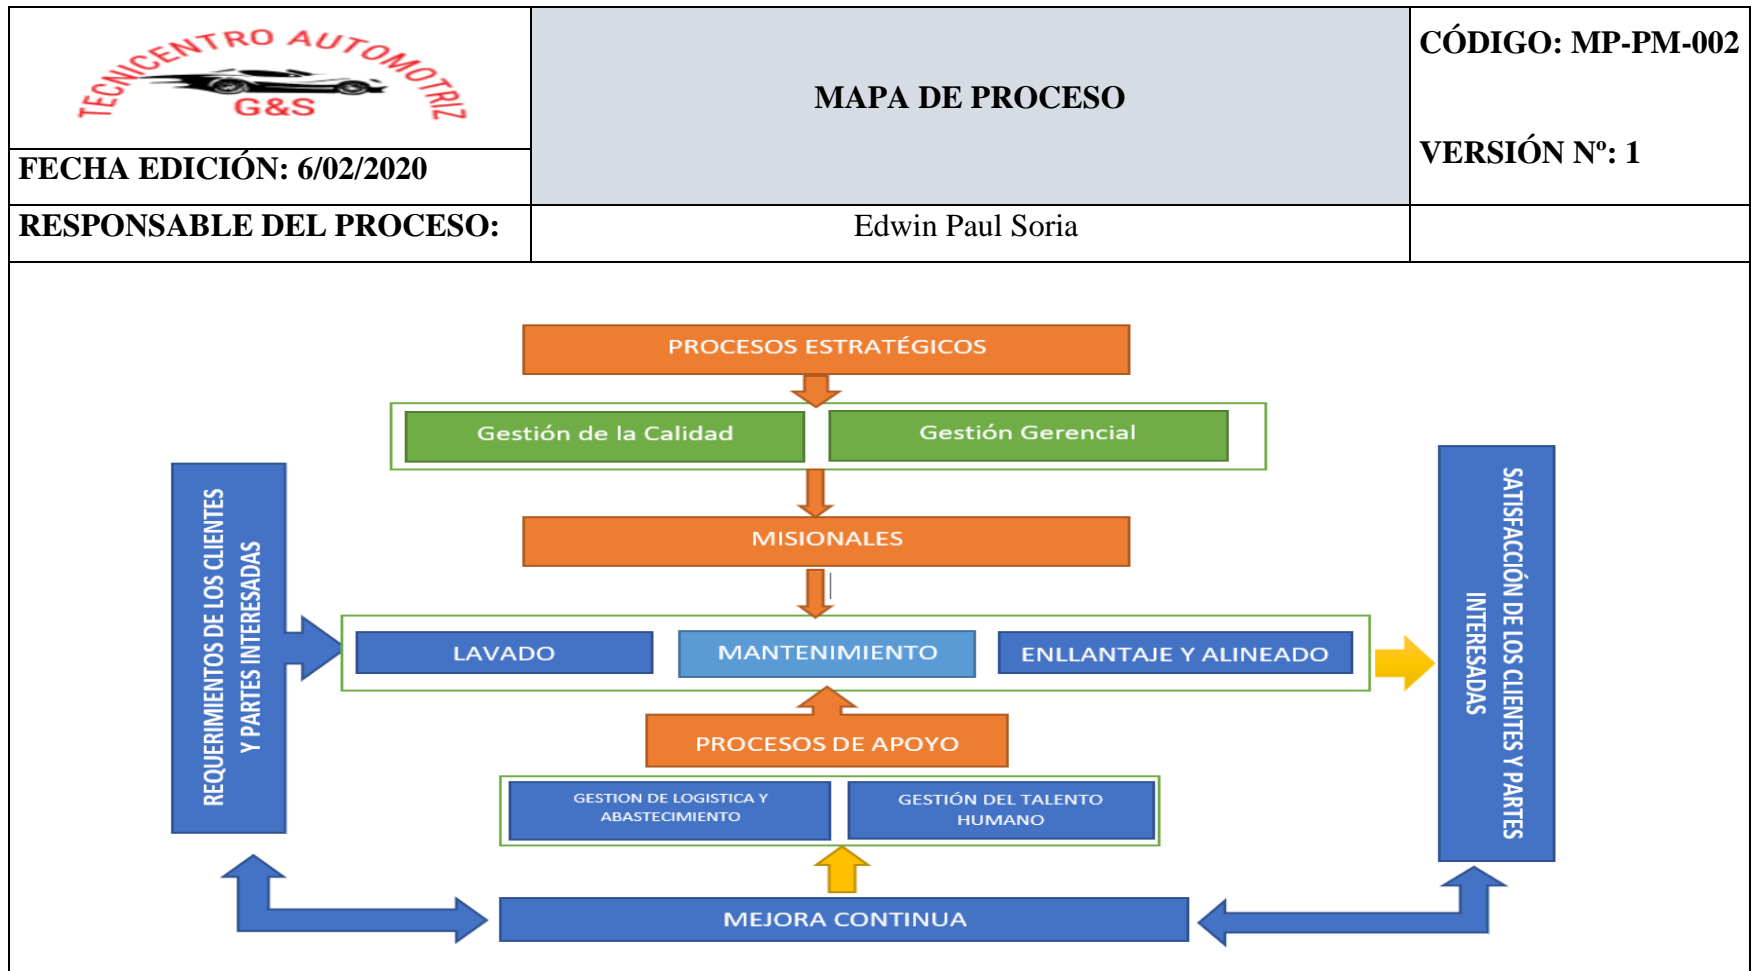 TECNICENTRO AUTOMOTRIZ
G&S
MAPA DE PROCESO
CÓDIGO: MP-PM-002
VERSIÓN Nº: 1
FECHA EDICIÓN: 6/02/2020
RESPONSABLE DEL PROCESO:
Edwin Paul Soria
PROCESOS ESTRATÉGICOS
Gestión de la Calidad
Gestión Gerencial
MISIONALES
REQUERIMIENTOS DE LOS CLIENTES
Y PARTES INTERESADAS
LAVADO
MANTENIMIENTO
ENLLANTAJE Y ALINEADO
SATISFACCIÓN DE LOS CLIENTES Y PARTES
INTERESADAS
PROCESOS DE APOYO
GESTION DE LOGISTICA Y
ABASTECIMIENTO
GESTIÓN DEL TALENTO
HUMANO
MEJORA CONTINUA